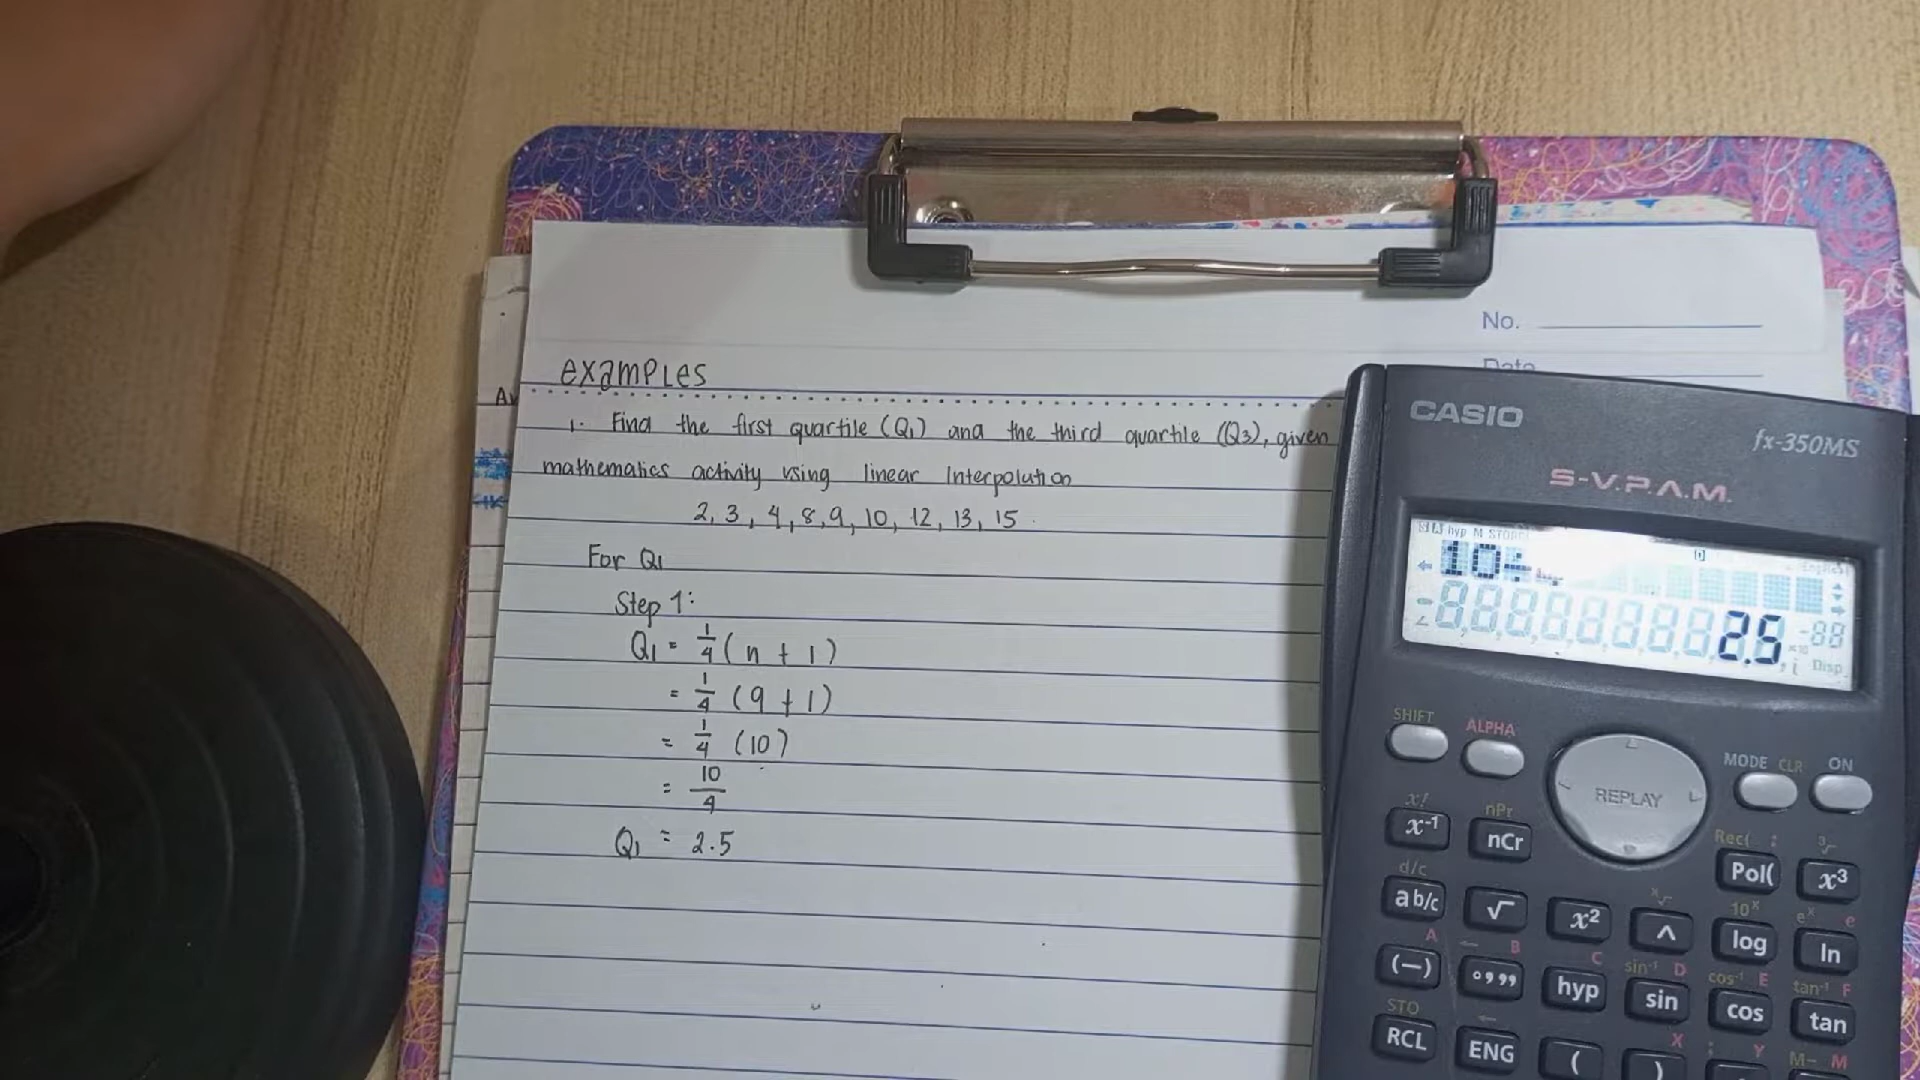 No.
Date
examples
1. Find the first quartile (Q1) and the third quartile (Q3), given
mathematics activity using linear Interpolation
2, 3, 4, 8, 9, 10, 12, 13, 15
For Q1
Step 1:
Q1 = 1/4 (n + 1)
= 1/4 (9 + 1)
= 1/4 (10)
= 10/4
Q1 = 2.5
CASIO
fx-350MS
S-V.P.A.M.
10÷
2.5
Disp
SHIFT ALPHA MODE CLR ON
REPLAY
x! nPr Rec( : ³√
x⁻¹ nCr Pol( x³
d/c ˣ√ 10ˣ eˣ e
ab/c √ x² ^ log ln
A ← B C sin⁻¹ D cos⁻¹ E tan⁻¹ F
(−) °,,, hyp sin cos tan
STO ← X ; Y M− M
RCL ENG ( )